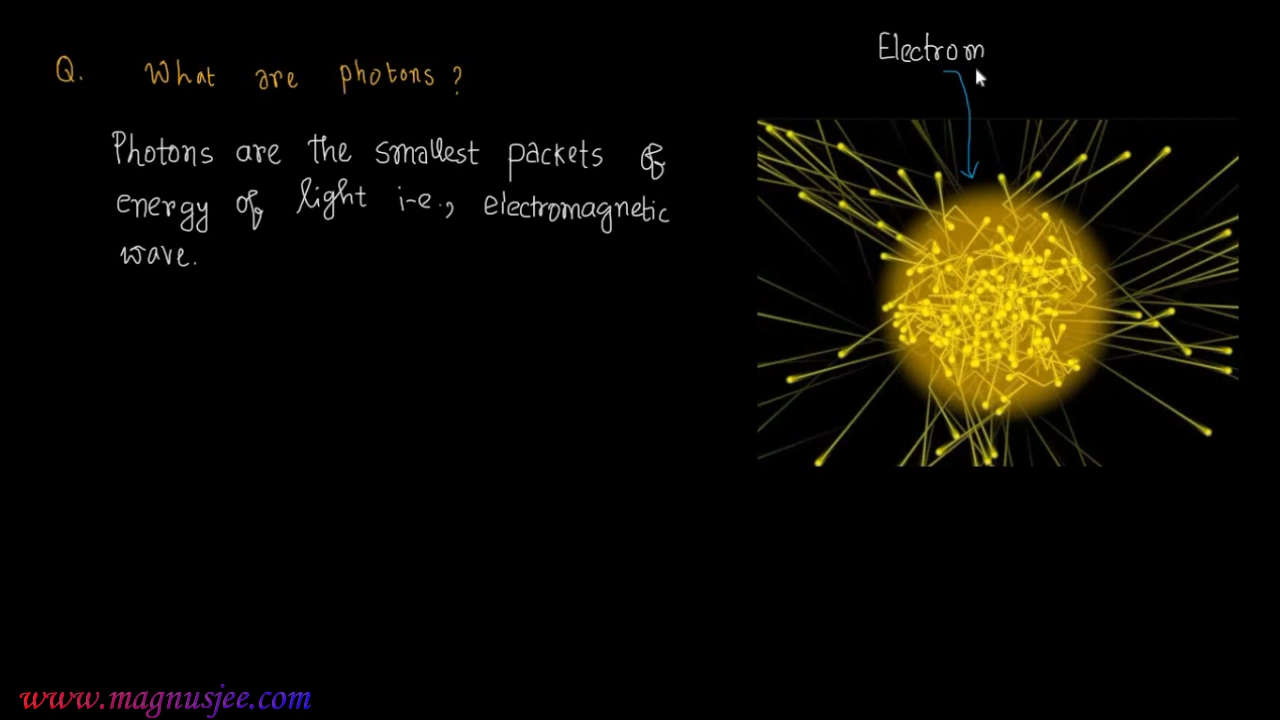 Electron
Q. What are photons?
Photons are the smallest packets of
energy of light i.e., electromagnetic
wave.
www.magnusjee.com